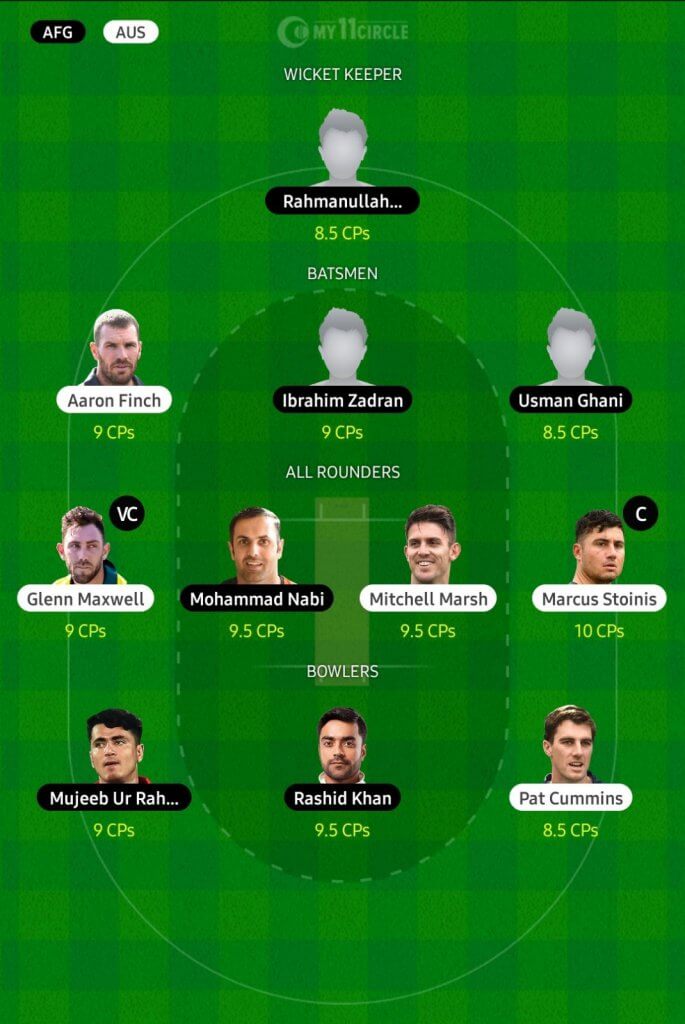 AFG AUS MY11CIRCLE
WICKET KEEPER
Rahmanullah...
8.5 CPs
BATSMEN
Aaron Finch Ibrahim Zadran Usman Ghani
9 CPs 9 CPs 8.5 CPs
ALL ROUNDERS
VC C
Glenn Maxwell Mohammad Nabi Mitchell Marsh Marcus Stoinis
9 CPs 9.5 CPs 9.5 CPs 10 CPs
BOWLERS
Mujeeb Ur Rah... Rashid Khan Pat Cummins
9 CPs 9.5 CPs 8.5 CPs